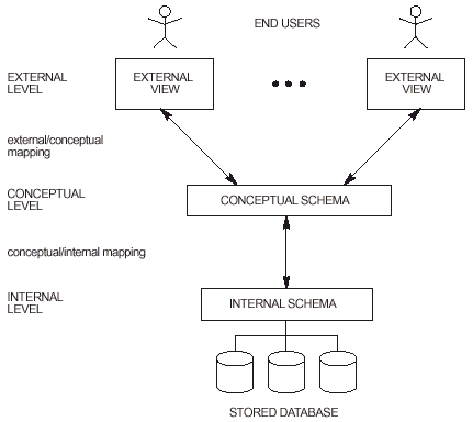 END USERS
EXTERNAL
LEVEL
EXTERNAL
VIEW
EXTERNAL
VIEW
external/conceptual
mapping
CONCEPTUAL
LEVEL
CONCEPTUAL SCHEMA
conceptual/internal mapping
INTERNAL
LEVEL
INTERNAL SCHEMA
STORED DATABASE